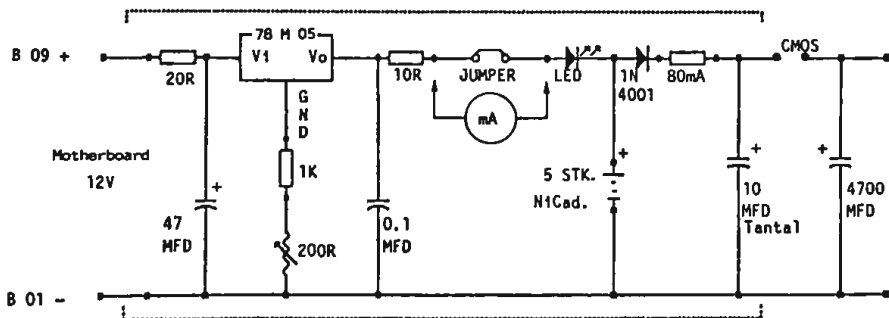 78 M 05
B 09 +
V1
Vo
CMOS
20R
10R
JUMPER
LED
1N
4001
80mA
GND
mA
Motherboard
12V
1K
5 STK.
NiCad.
+
+
+
+
47
MFD
200R
0.1
MFD
10
MFD
Tantal
4700
MFD
B 01 -